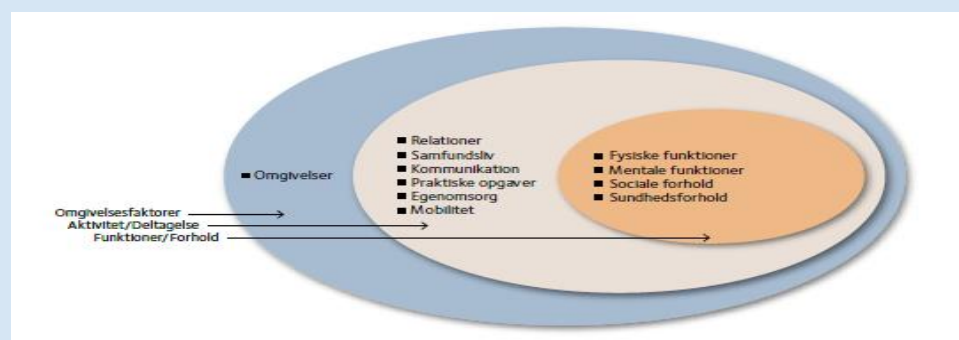 ■ Omgivelser
■ Relationer
■ Samfundsliv
■ Kommunikation
■ Praktiske opgaver
■ Egenomsorg
■ Mobilitet
■ Fysiske funktioner
■ Mentale funktioner
■ Sociale forhold
■ Sundhedsforhold
Omgivelsesfaktorer
Aktivitet/Deltagelse
Funktioner/Forhold